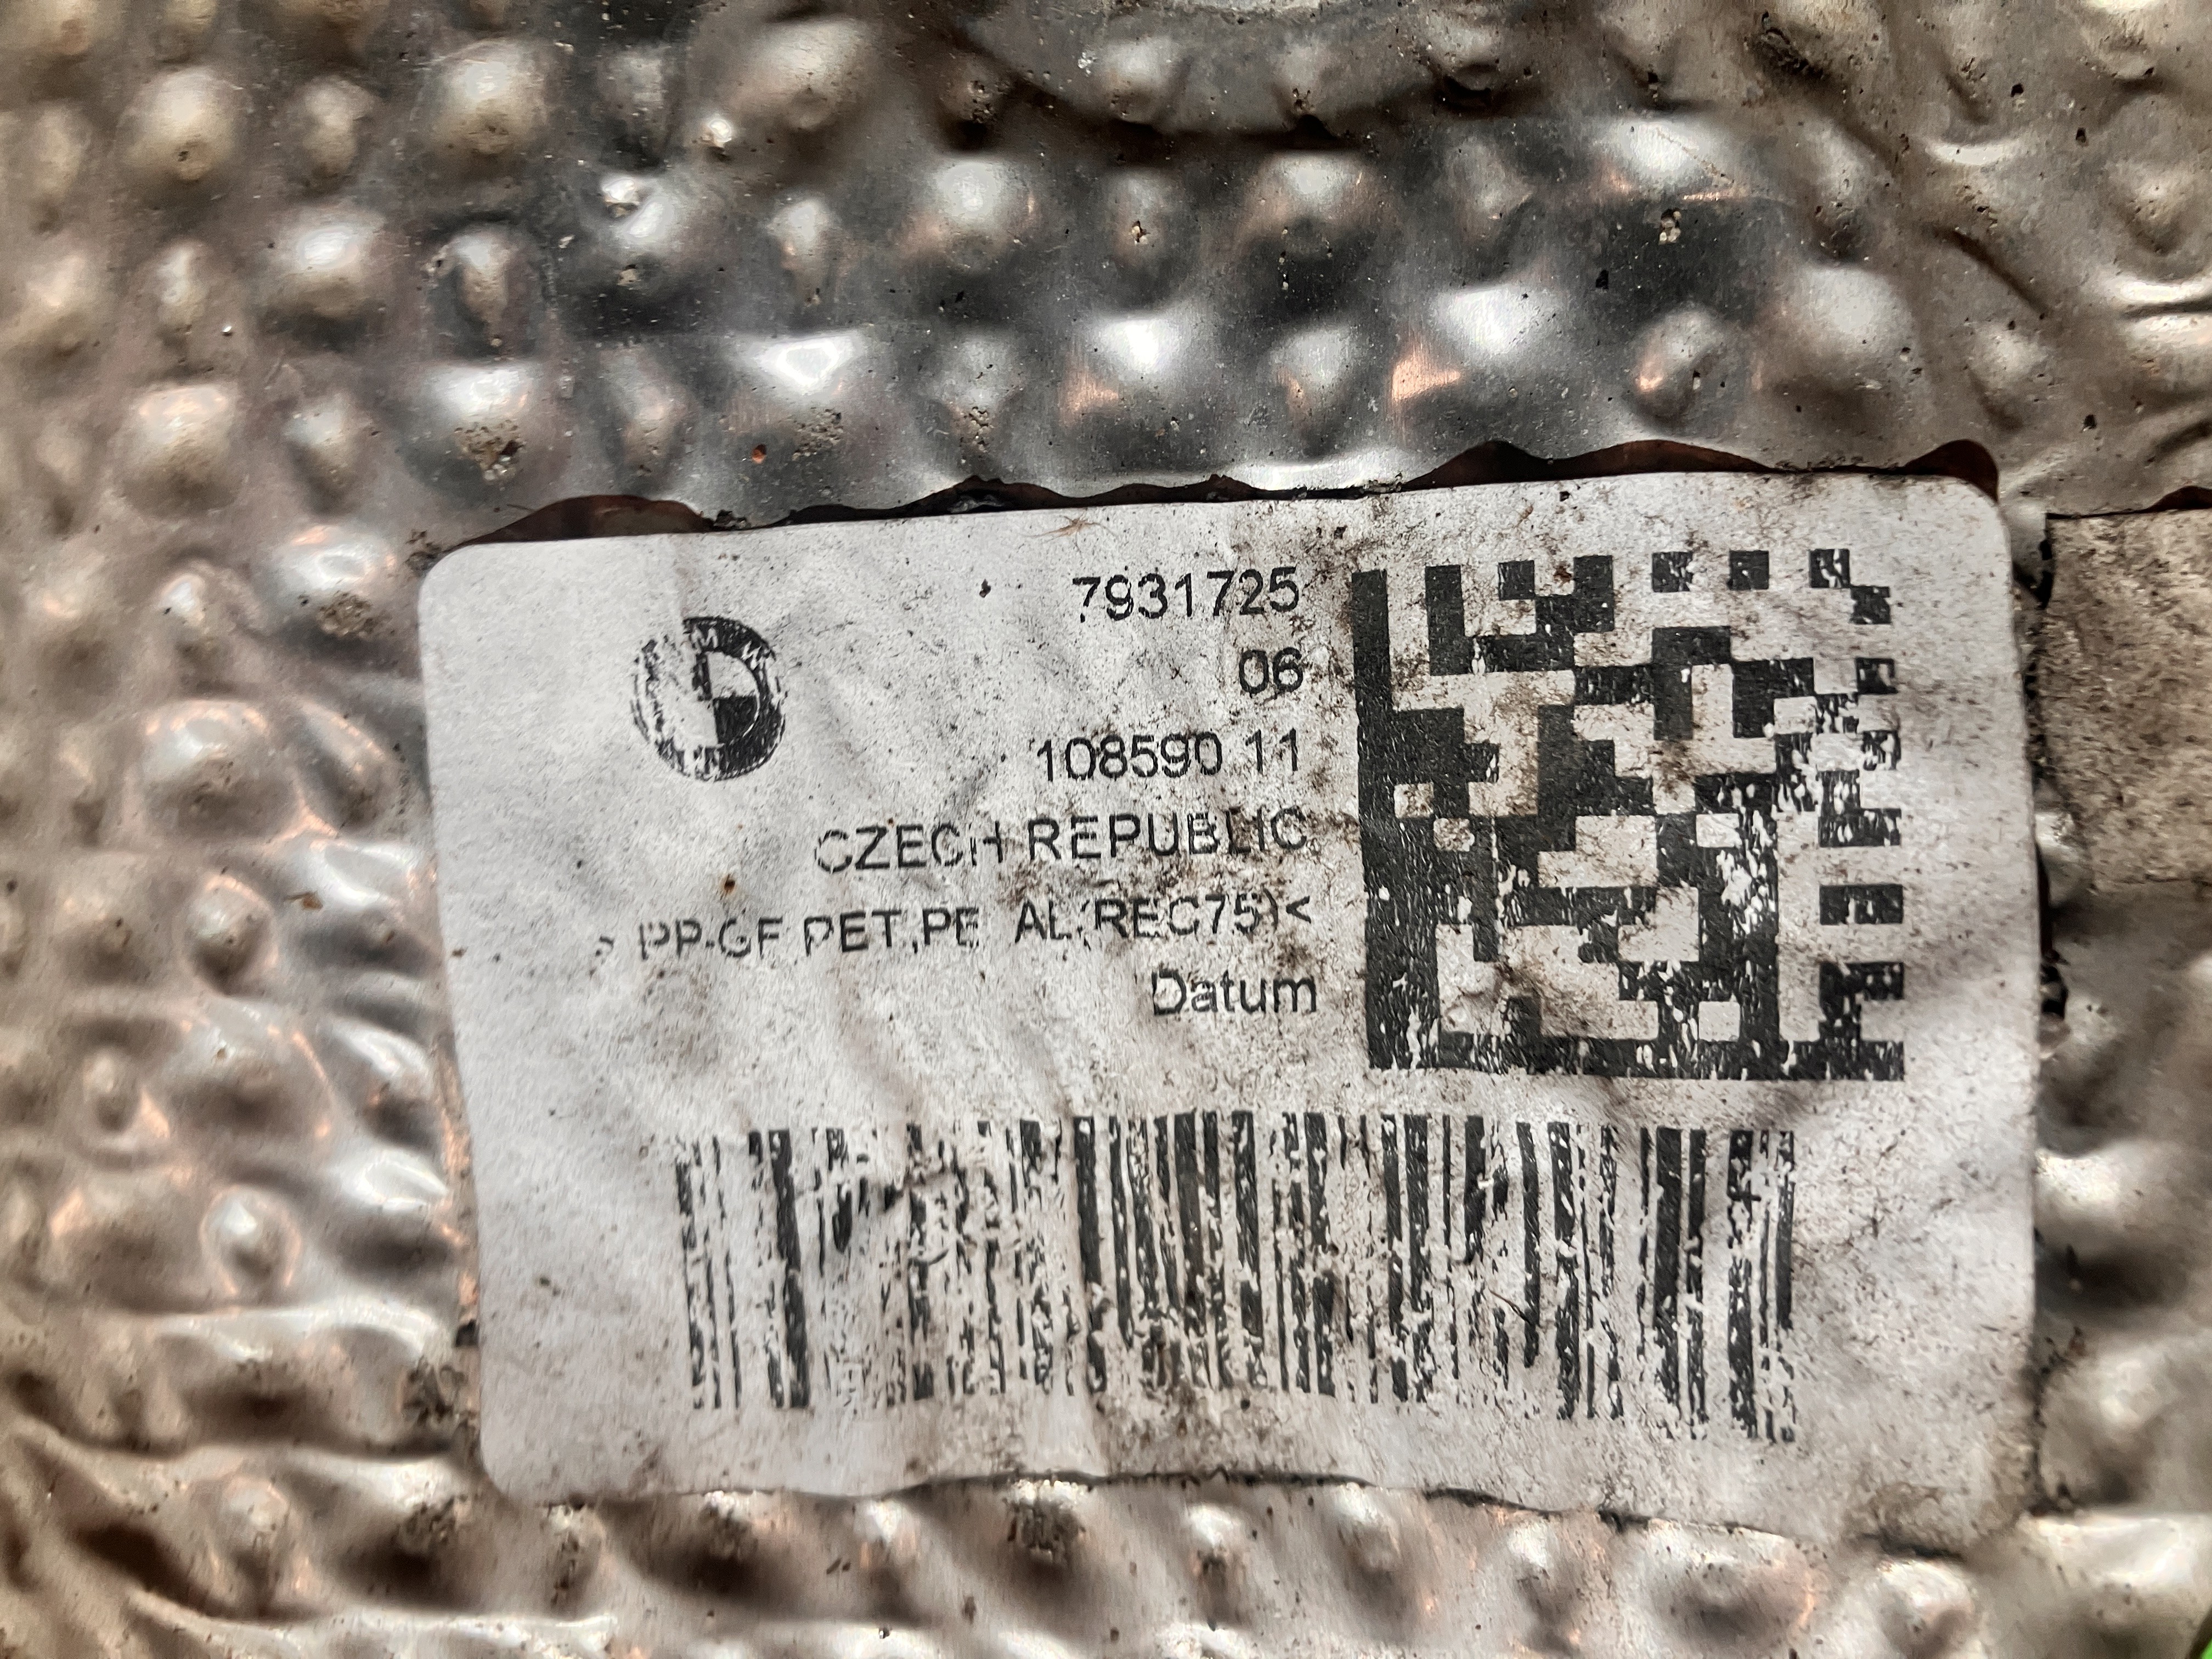 7931725
06
108590 11
CZECH REPUBLIC
> PP-GF PET,PE AL(REC75)<
Datum